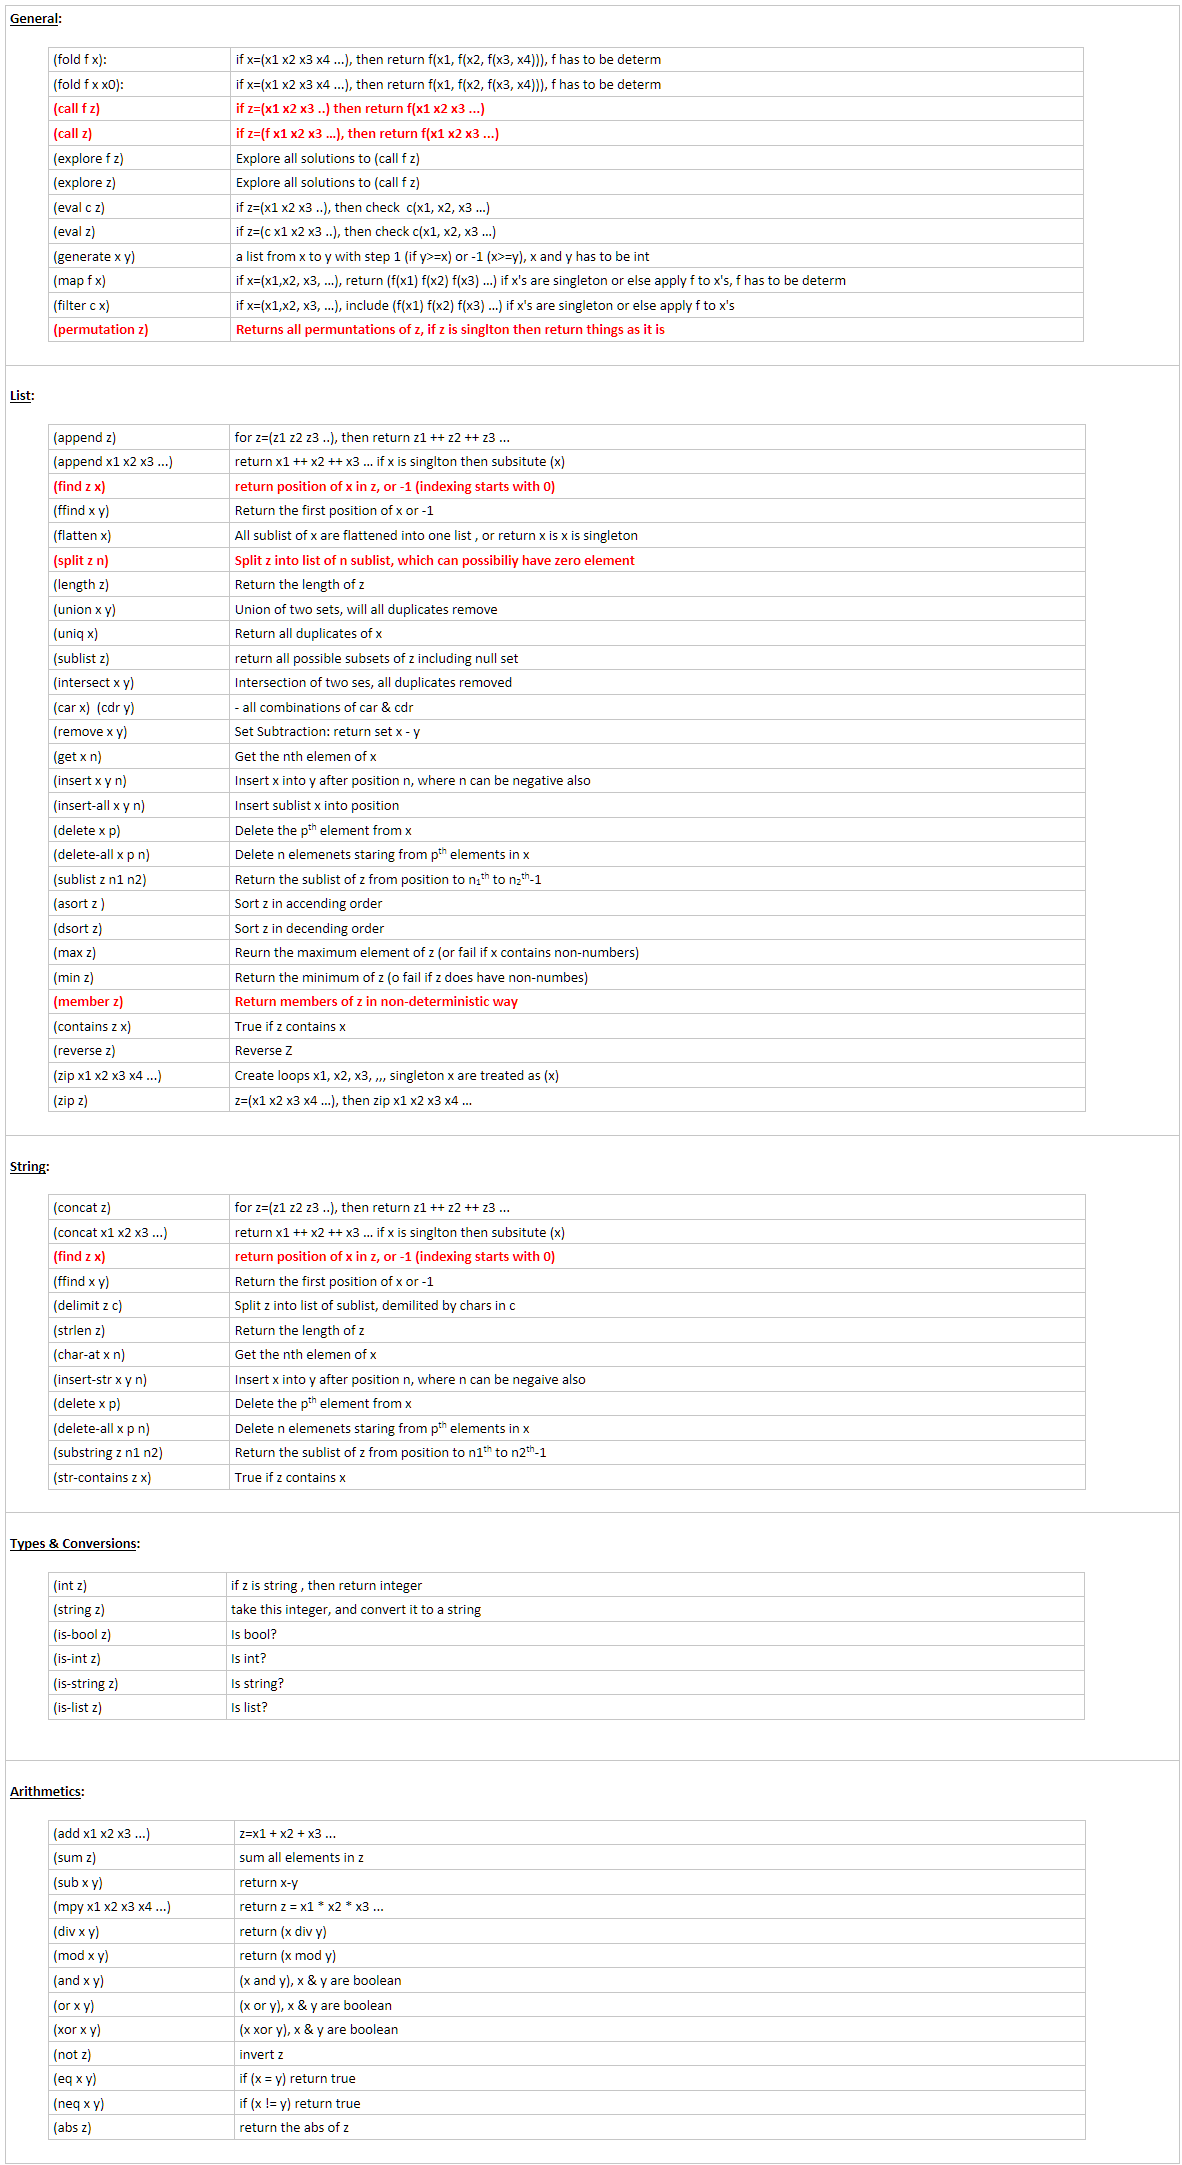 General:
(fold f x): if x=(x1 x2 x3 x4 ...), then return f(x1, f(x2, f(x3, x4))), f has to be determ
(fold f x x0): if x=(x1 x2 x3 x4 ...), then return f(x1, f(x2, f(x3, x4))), f has to be determ
(call f z) if z=(x1 x2 x3 ..) then return f(x1 x2 x3 ...)
(call z) if z=(f x1 x2 x3 ...), then return f(x1 x2 x3 ...)
(explore f z) Explore all solutions to (call f z)
(explore z) Explore all solutions to (call f z)
(eval c z) if z=(x1 x2 x3 ..), then check  c(x1, x2, x3 ...)
(eval z) if z=(c x1 x2 x3 ..), then check c(x1, x2, x3 ...)
(generate x y) a list from x to y with step 1 (if y>=x) or -1 (x>=y), x and y has to be int
(map f x) if x=(x1,x2, x3, ...), return (f(x1) f(x2) f(x3) ...) if x's are singleton or else apply f to x's, f has to be determ
(filter c x) if x=(x1,x2, x3, ...), include (f(x1) f(x2) f(x3) ...) if x's are singleton or else apply f to x's
(permutation z) Returns all permuntations of z, if z is singlton then return things as it is
List:
(append z) for z=(z1 z2 z3 ..), then return z1 ++ z2 ++ z3 ...
(append x1 x2 x3 ...) return x1 ++ x2 ++ x3 ... if x is singlton then subsitute (x)
(find z x) return position of x in z, or -1 (indexing starts with 0)
(ffind x y) Return the first position of x or -1
(flatten x) All sublist of x are flattened into one list , or return x is x is singleton
(split z n) Split z into list of n sublist, which can possibiliy have zero element
(length z) Return the length of z
(union x y) Union of two sets, will all duplicates remove
(uniq x) Return all duplicates of x
(sublist z) return all possible subsets of z including null set
(intersect x y) Intersection of two ses, all duplicates removed
(car x)  (cdr y) - all combinations of car & cdr
(remove x y) Set Subtraction: return set x - y
(get x n) Get the nth elemen of x
(insert x y n) Insert x into y after position n, where n can be negative also
(insert-all x y n) Insert sublist x into position
(delete x p) Delete the pth element from x
(delete-all x p n) Delete n elemenets staring from pth elements in x
(sublist z n1 n2) Return the sublist of z from position to n1th to n2th-1
(asort z ) Sort z in accending order
(dsort z) Sort z in decending order
(max z) Reurn the maximum element of z (or fail if x contains non-numbers)
(min z) Return the minimum of z (o fail if z does have non-numbes)
(member z) Return members of z in non-deterministic way
(contains z x) True if z contains x
(reverse z) Reverse Z
(zip x1 x2 x3 x4 ...) Create loops x1, x2, x3, ,,, singleton x are treated as (x)
(zip z) z=(x1 x2 x3 x4 ...), then zip x1 x2 x3 x4 ...
String:
(concat z) for z=(z1 z2 z3 ..), then return z1 ++ z2 ++ z3 ...
(concat x1 x2 x3 ...) return x1 ++ x2 ++ x3 ... if x is singlton then subsitute (x)
(find z x) return position of x in z, or -1 (indexing starts with 0)
(ffind x y) Return the first position of x or -1
(delimit z c) Split z into list of sublist, demilited by chars in c
(strlen z) Return the length of z
(char-at x n) Get the nth elemen of x
(insert-str x y n) Insert x into y after position n, where n can be negaive also
(delete x p) Delete the pth element from x
(delete-all x p n) Delete n elemenets staring from pth elements in x
(substring z n1 n2) Return the sublist of z from position to n1th to n2th-1
(str-contains z x) True if z contains x
Types & Conversions:
(int z) if z is string , then return integer
(string z) take this integer, and convert it to a string
(is-bool z) Is bool?
(is-int z) Is int?
(is-string z) Is string?
(is-list z) Is list?
Arithmetics:
(add x1 x2 x3 ...) z=x1 + x2 + x3 ...
(sum z) sum all elements in z
(sub x y) return x-y
(mpy x1 x2 x3 x4 ...) return z = x1 * x2 * x3 ...
(div x y) return (x div y)
(mod x y) return (x mod y)
(and x y) (x and y), x & y are boolean
(or x y) (x or y), x & y are boolean
(xor x y) (x xor y), x & y are boolean
(not z) invert z
(eq x y) if (x = y) return true
(neq x y) if (x != y) return true
(abs z) return the abs of z